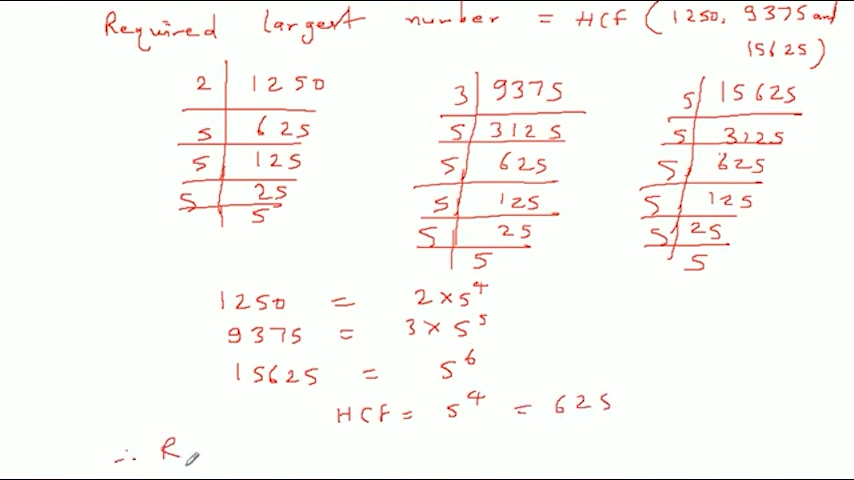 Required largest number = HCF (1250, 9375 and
15625)
2 | 1250
5 | 625
5 | 125
5 | 25
5
3 | 9375
5 | 3125
5 | 625
5 | 125
5 | 25
5
5 | 15625
5 | 3125
5 | 625
5 | 125
5 | 25
5
1250 = 2 × 5⁴
9375 = 3 × 5⁵
15625 = 5⁶
HCF = 5⁴ = 625
∴ R